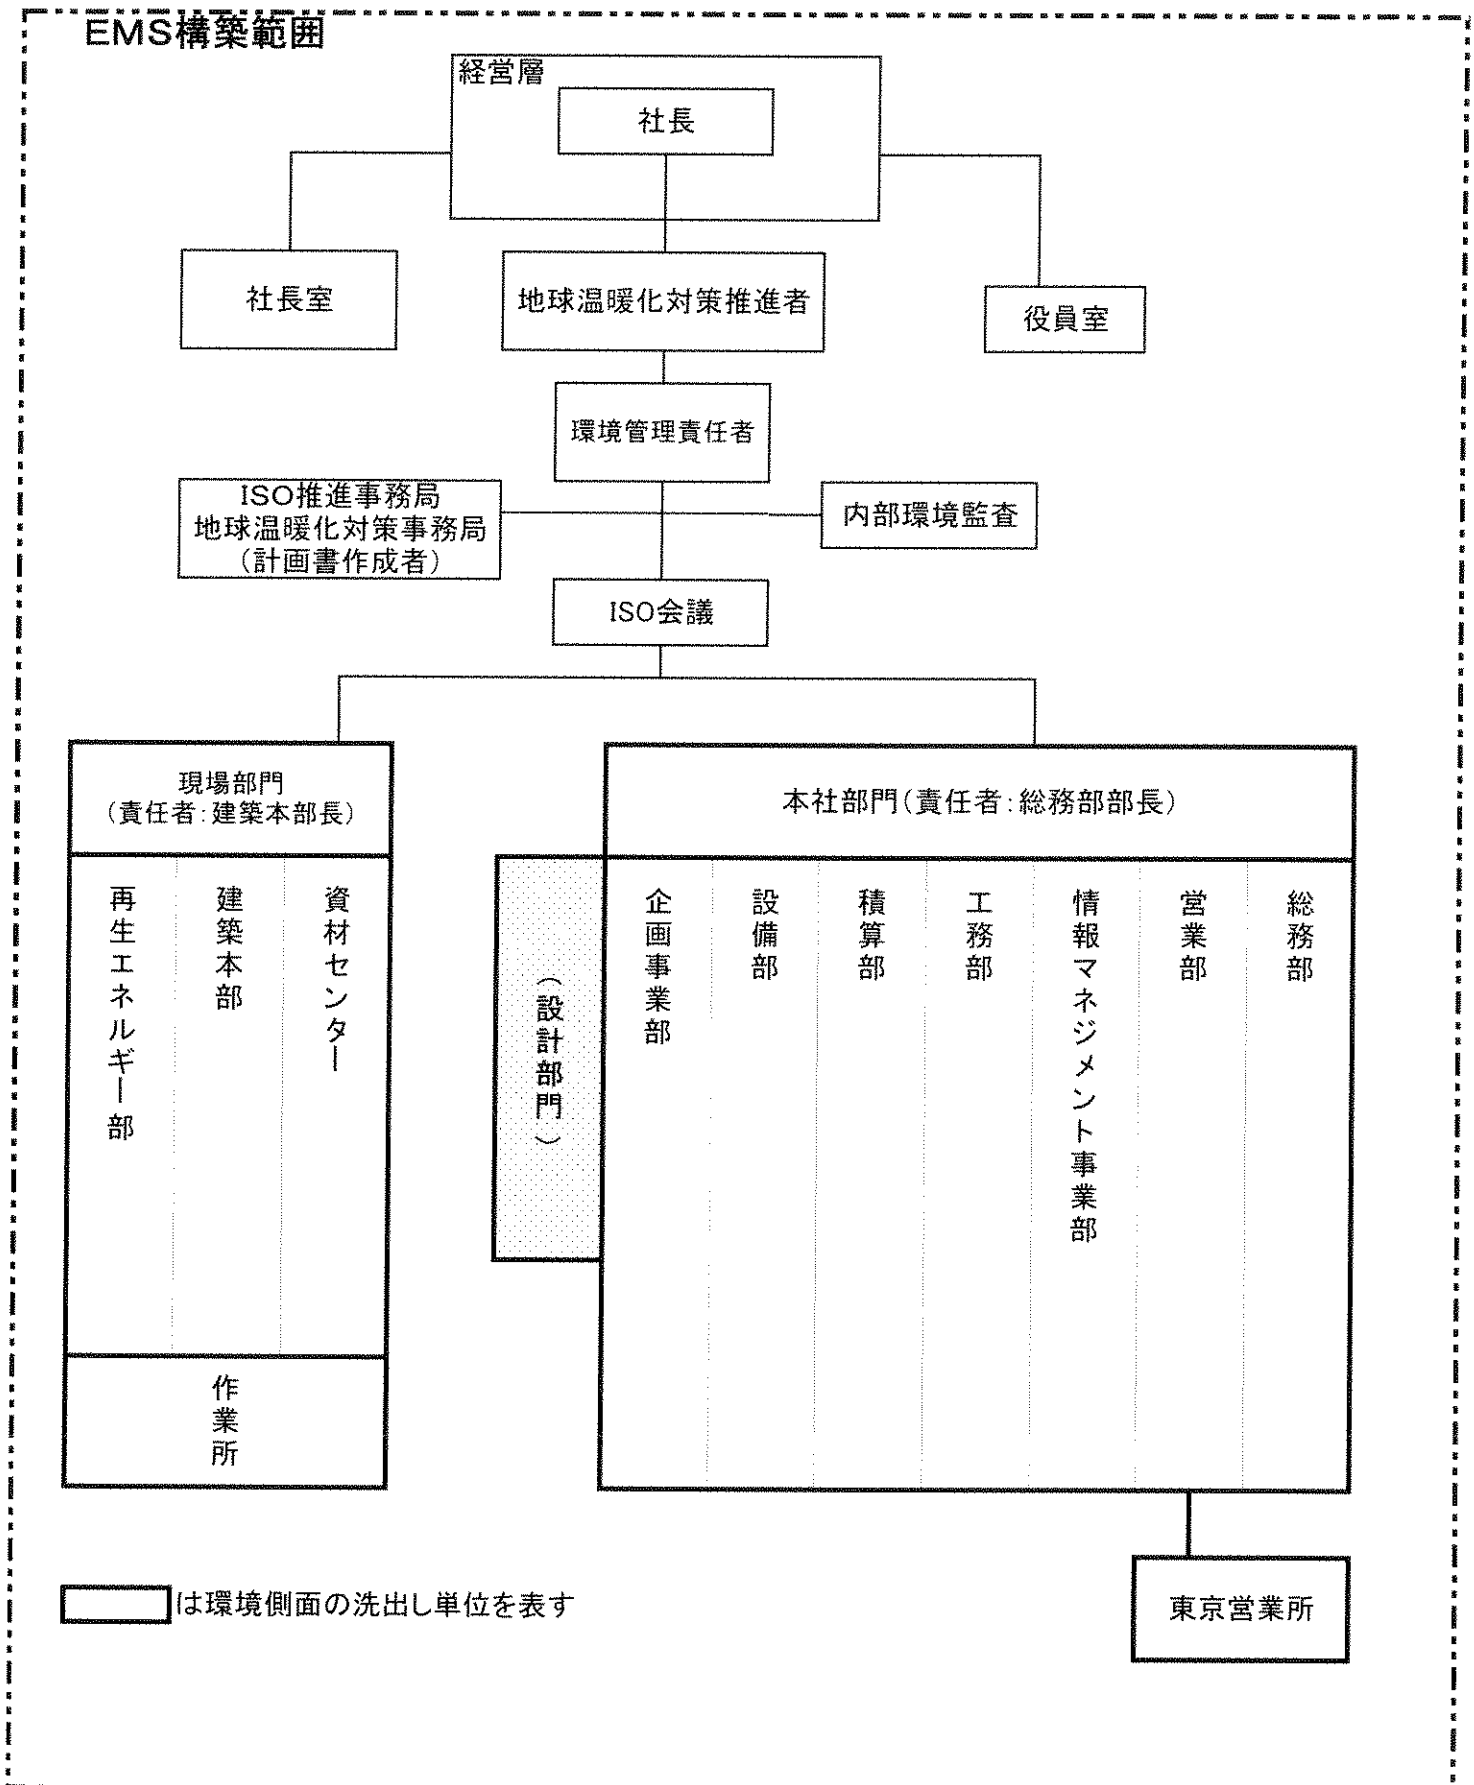 EMS構築範囲
経営層
社長
社長室
地球温暖化対策推進者
役員室
環境管理責任者
ISO推進事務局
地球温暖化対策事務局
（計画書作成者）
内部環境監査
ISO会議
現場部門
（責任者：建築本部長）
本社部門（責任者：総務部部長）
再生エネルギー部
建築本部
資材センター
（設計部門）
企画事業部
設備部
積算部
工務部
情報マネジメント事業部
営業部
総務部
作業所
は環境側面の洗出し単位を表す
東京営業所